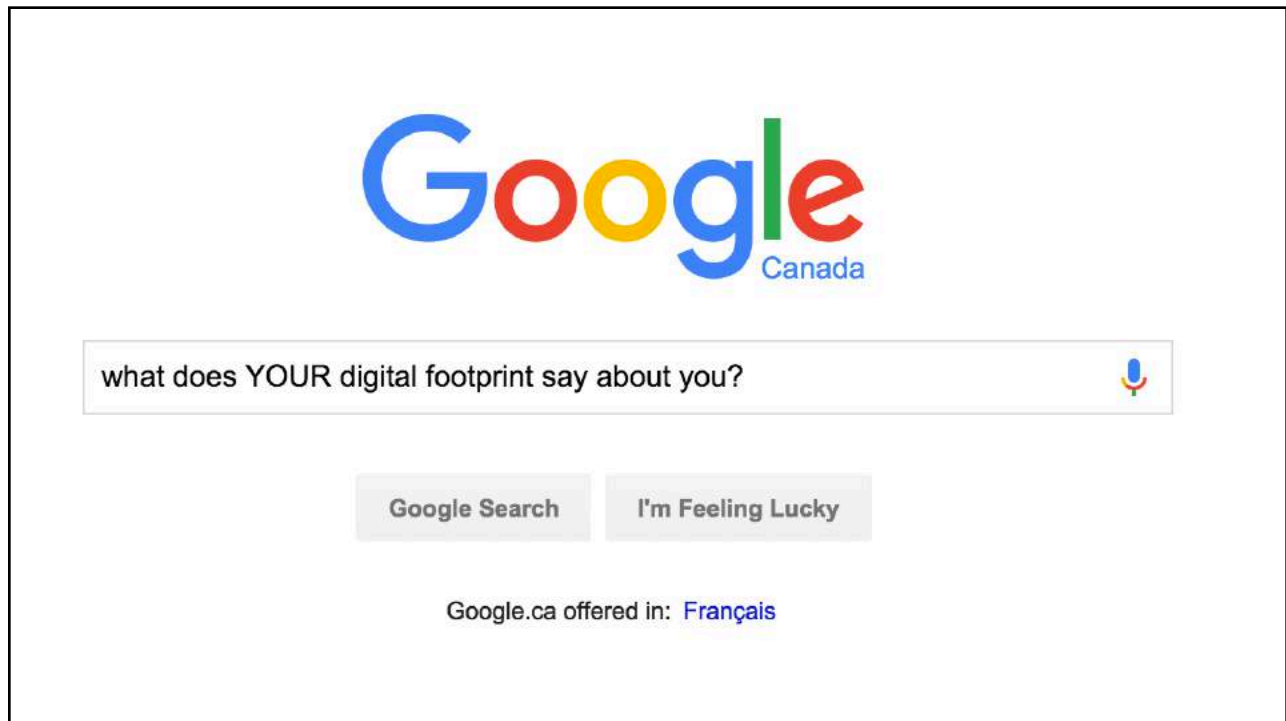 Google
Canada
what does YOUR digital footprint say about you?
Google Search
I'm Feeling Lucky
Google.ca offered in: Français